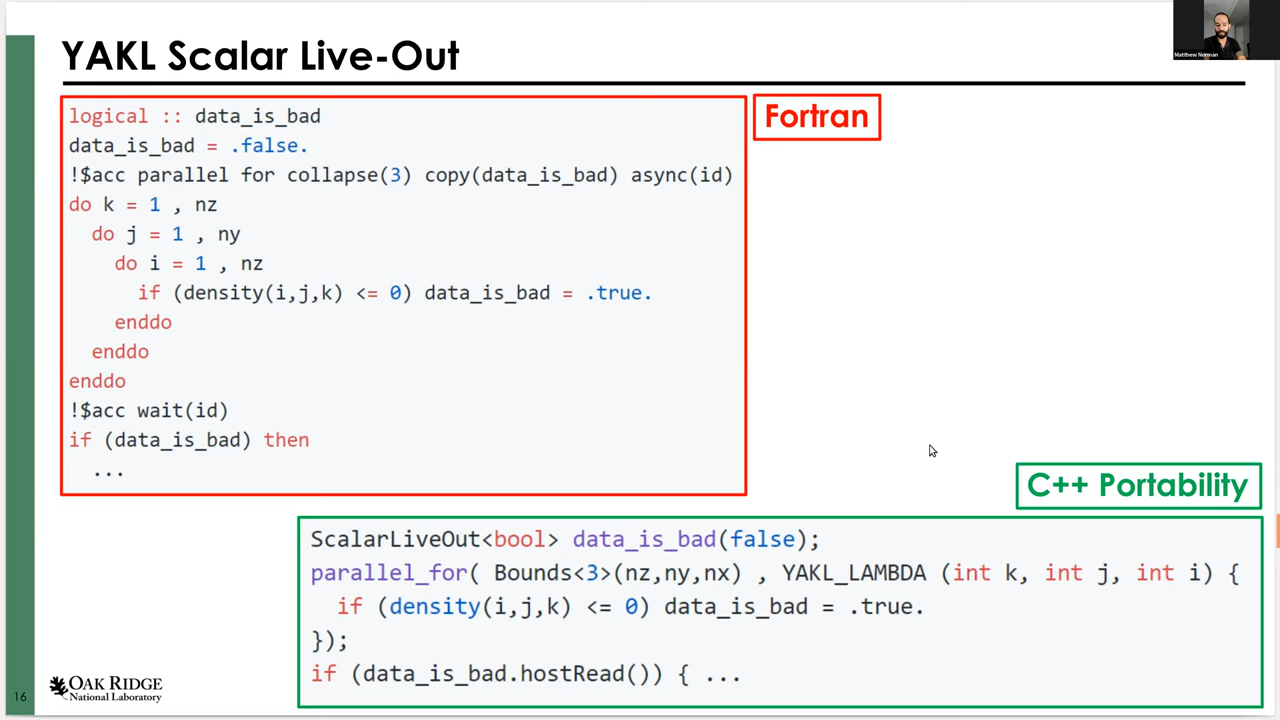 YAKL Scalar Live-Out
Matthew Norman
Fortran
logical :: data_is_bad
data_is_bad = .false.
!$acc parallel for collapse(3) copy(data_is_bad) async(id)
do k = 1 , nz
  do j = 1 , ny
    do i = 1 , nz
      if (density(i,j,k) <= 0) data_is_bad = .true.
    enddo
  enddo
enddo
!$acc wait(id)
if (data_is_bad) then
  ...
C++ Portability
ScalarLiveOut<bool> data_is_bad(false);
parallel_for( Bounds<3>(nz,ny,nx) , YAKL_LAMBDA (int k, int j, int i) {
  if (density(i,j,k) <= 0) data_is_bad = .true.
});
if (data_is_bad.hostRead()) { ...
16
OAK RIDGE
National Laboratory